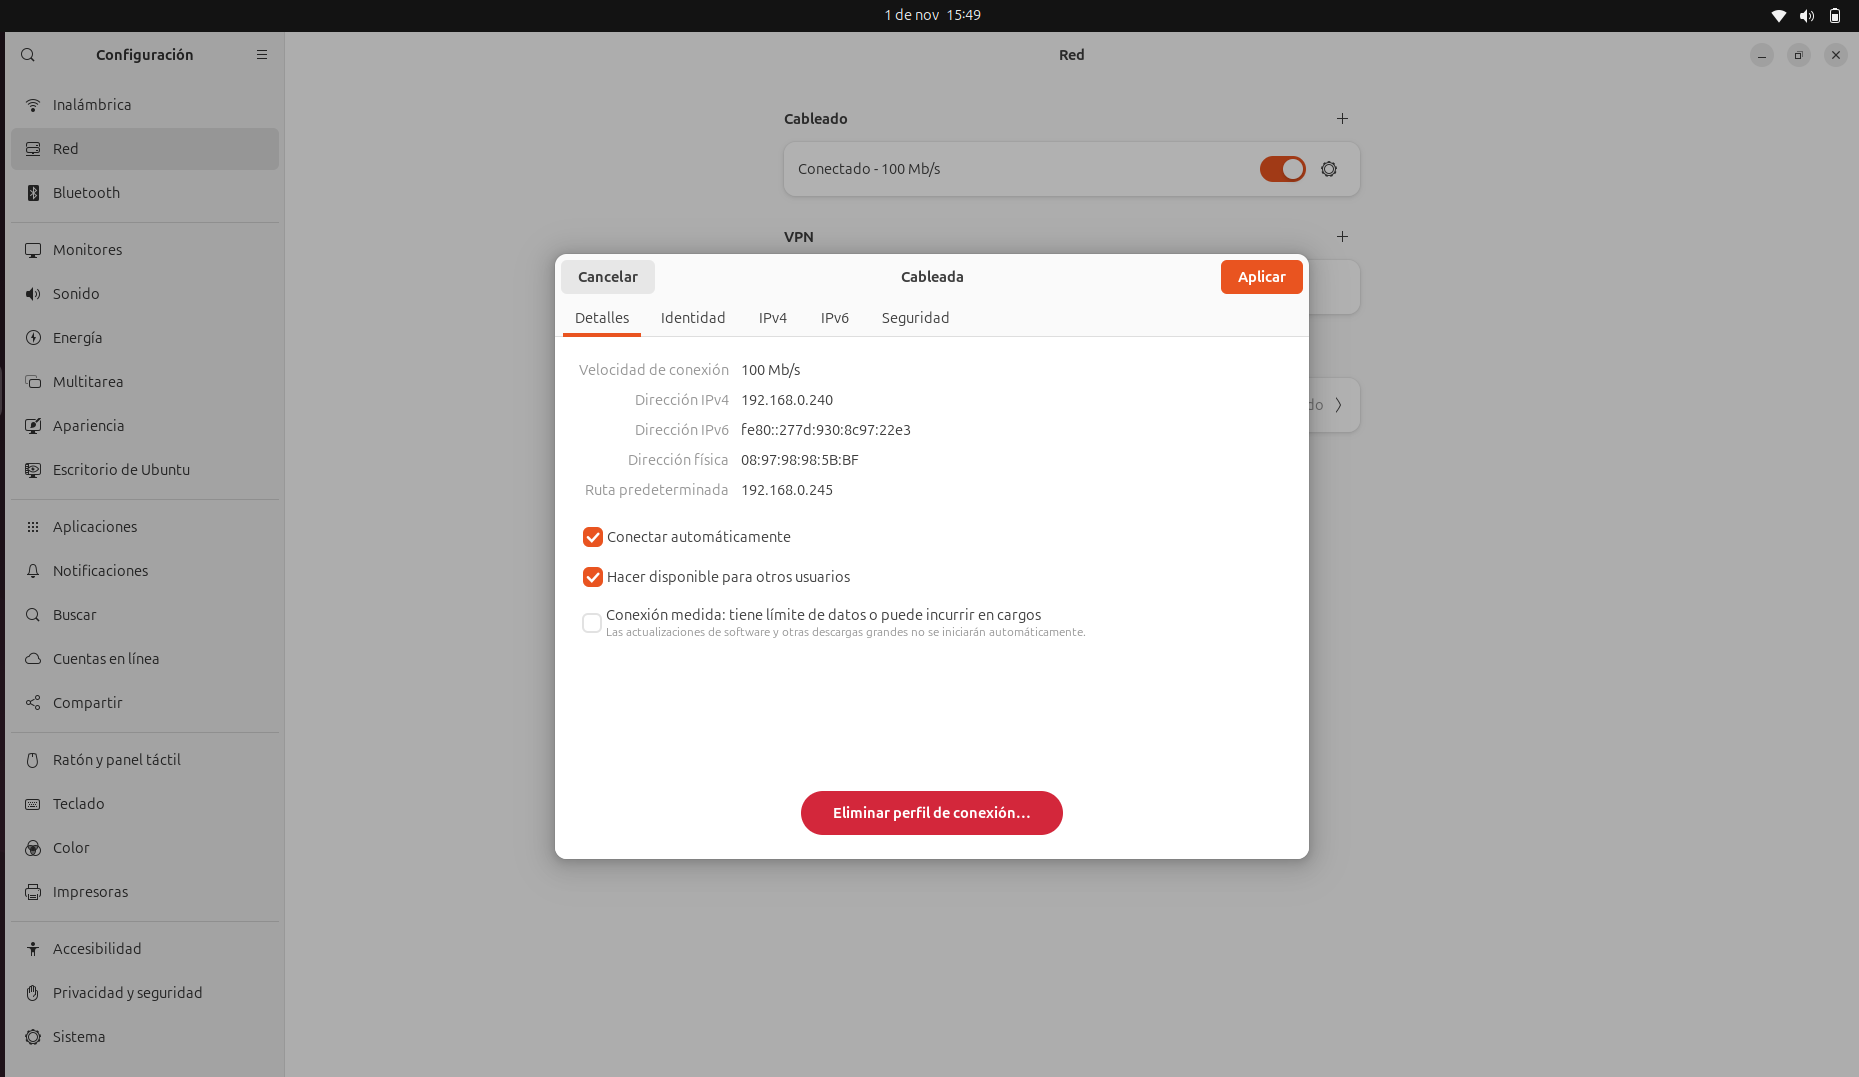 1 de nov 15:49
Configuración
Red
Inalámbrica
Red
Bluetooth
Monitores
Sonido
Energía
Multitarea
Apariencia
Escritorio de Ubuntu
Aplicaciones
Notificaciones
Buscar
Cuentas en línea
Compartir
Ratón y panel táctil
Teclado
Color
Impresoras
Accesibilidad
Privacidad y seguridad
Sistema
Cableado
Conectado - 100 Mb/s
VPN
Cancelar
Cableada
Aplicar
Detalles Identidad IPv4 IPv6 Seguridad
Velocidad de conexión 100 Mb/s
Dirección IPv4 192.168.0.240
Dirección IPv6 fe80::277d:930:8c97:22e3
Dirección física 08:97:98:98:5B:BF
Ruta predeterminada 192.168.0.245
Conectar automáticamente
Hacer disponible para otros usuarios
Conexión medida: tiene límite de datos o puede incurrir en cargos
Las actualizaciones de software y otras descargas grandes no se iniciarán automáticamente.
Eliminar perfil de conexión…